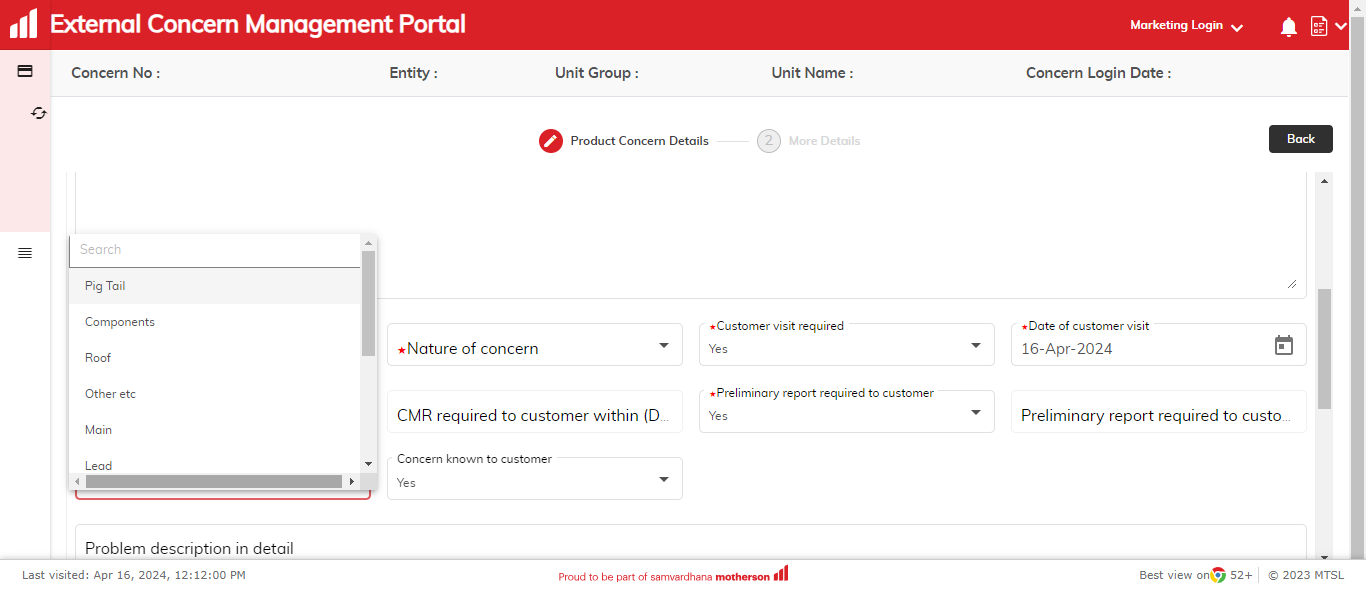 External Concern Management Portal
Marketing Login
Concern No :
Entity :
Unit Group :
Unit Name :
Concern Login Date :
Product Concern Details
2
More Details
Back
Search
Pig Tail
Components
Roof
Other etc
Main
Lead
*Nature of concern
*Customer visit required
Yes
*Date of customer visit
16-Apr-2024
CMR required to customer within (D...
*Preliminary report required to customer
Yes
Preliminary report required to custo...
Concern known to customer
Yes
Problem description in detail
Last visited: Apr 16, 2024, 12:12:00 PM
Proud to be part of samvardhana motherson
Best view on 52+
© 2023 MTSL